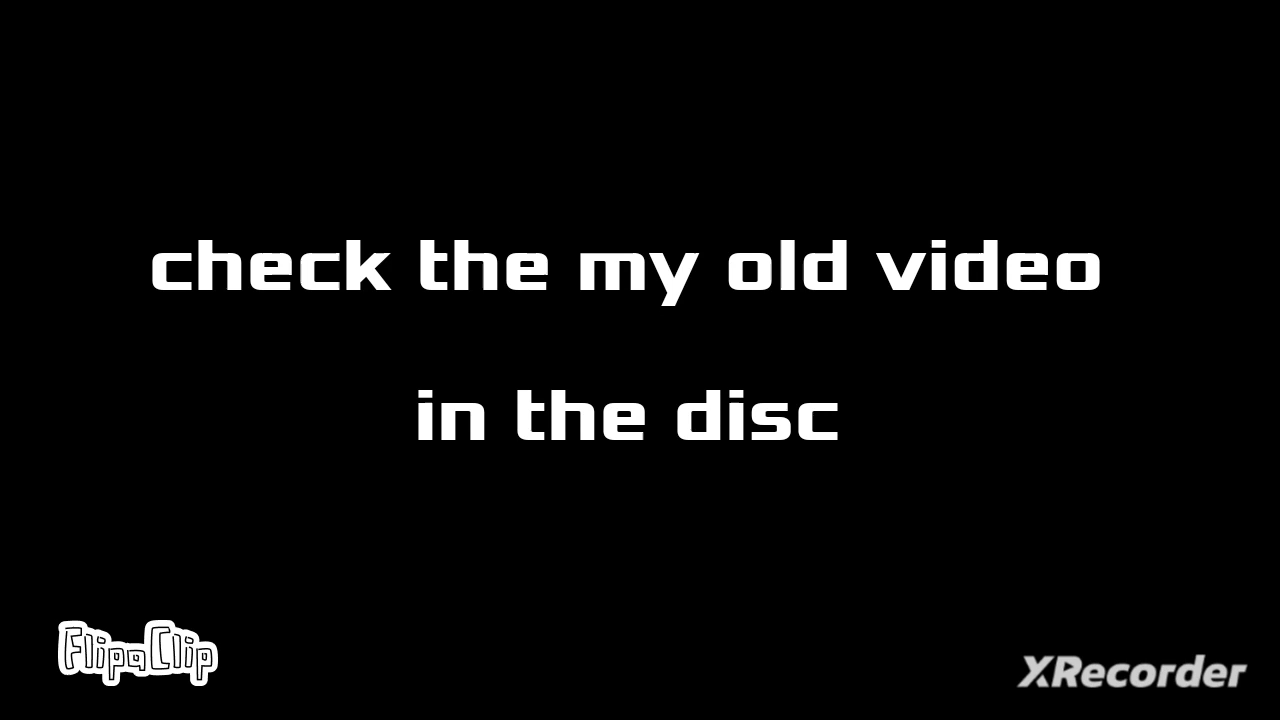 check the my old video
in the disc
FlipaClip
XRecorder